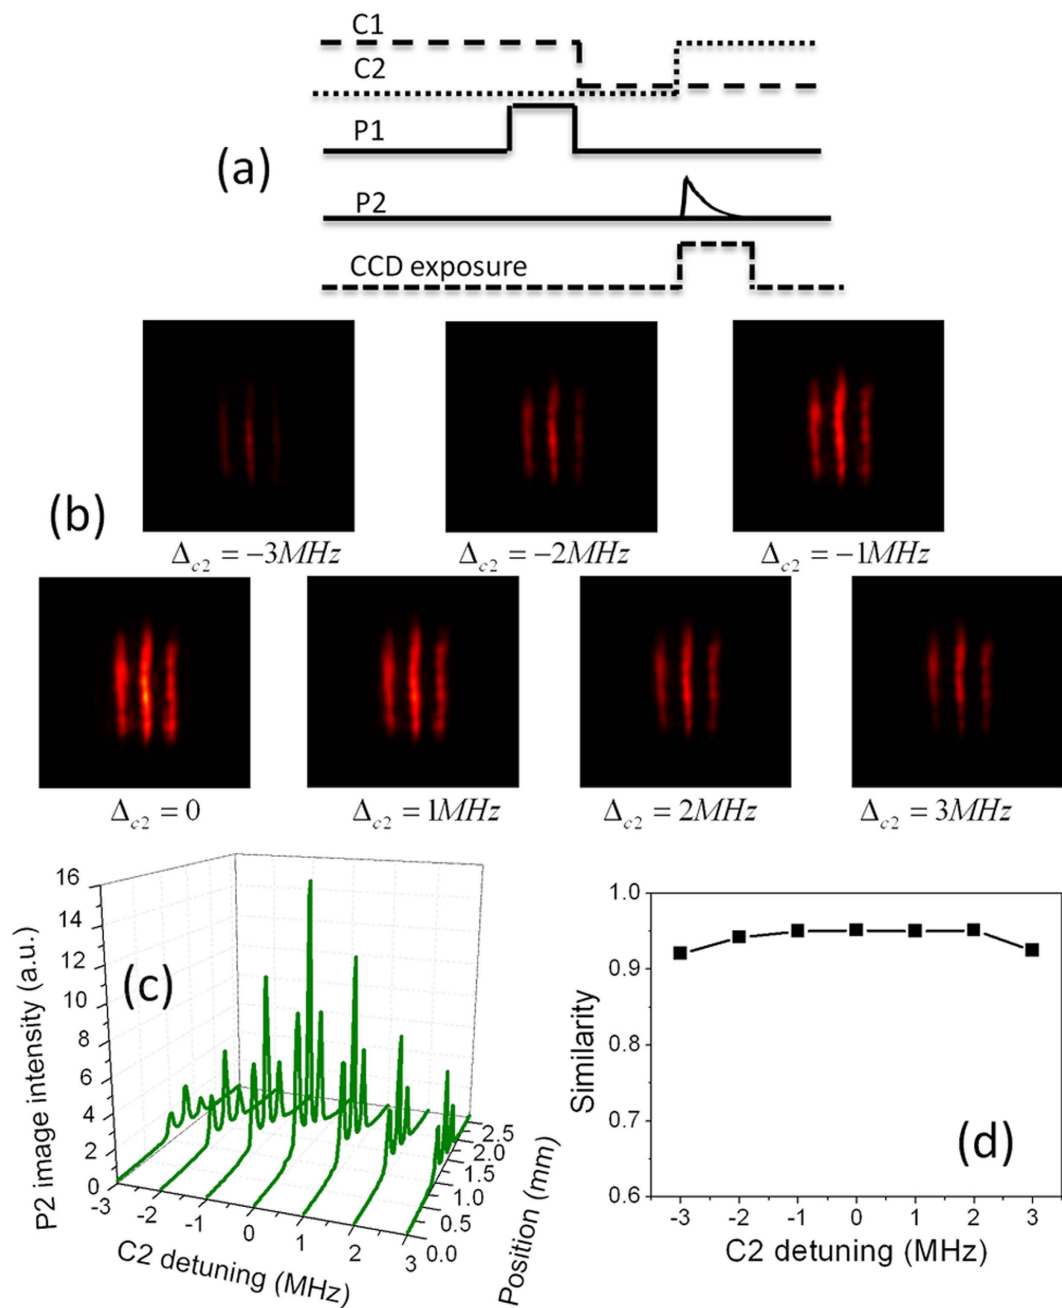 C1
C2
P1
(a)
P2
CCD exposure
(b)
Δc2 = −3MHz
Δc2 = −2MHz
Δc2 = −1MHz
Δc2 = 0
Δc2 = 1MHz
Δc2 = 2MHz
Δc2 = 3MHz
(c)
P2 image intensity (a.u.)
16
14
12
10
8
6
4
2
0
-3
-2
-1
0
1
2
3
C2 detuning (MHz)
0.0
0.5
1.0
1.5
2.0
2.5
Position (mm)
(d)
Similarity
1.0
0.9
0.8
0.7
0.6
-3
-2
-1
0
1
2
3
C2 detuning (MHz)